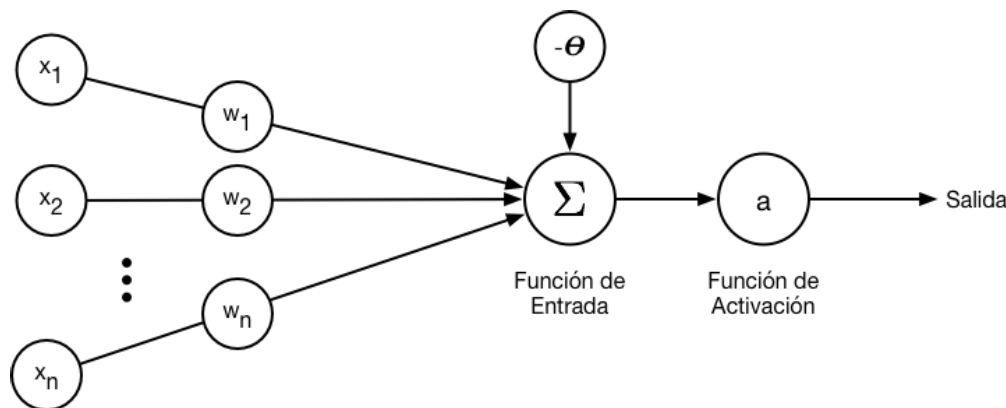 -θ
x1
w1
x2
w2
Σ
a
Salida
Función de
Entrada
Función de
Activación
wn
xn